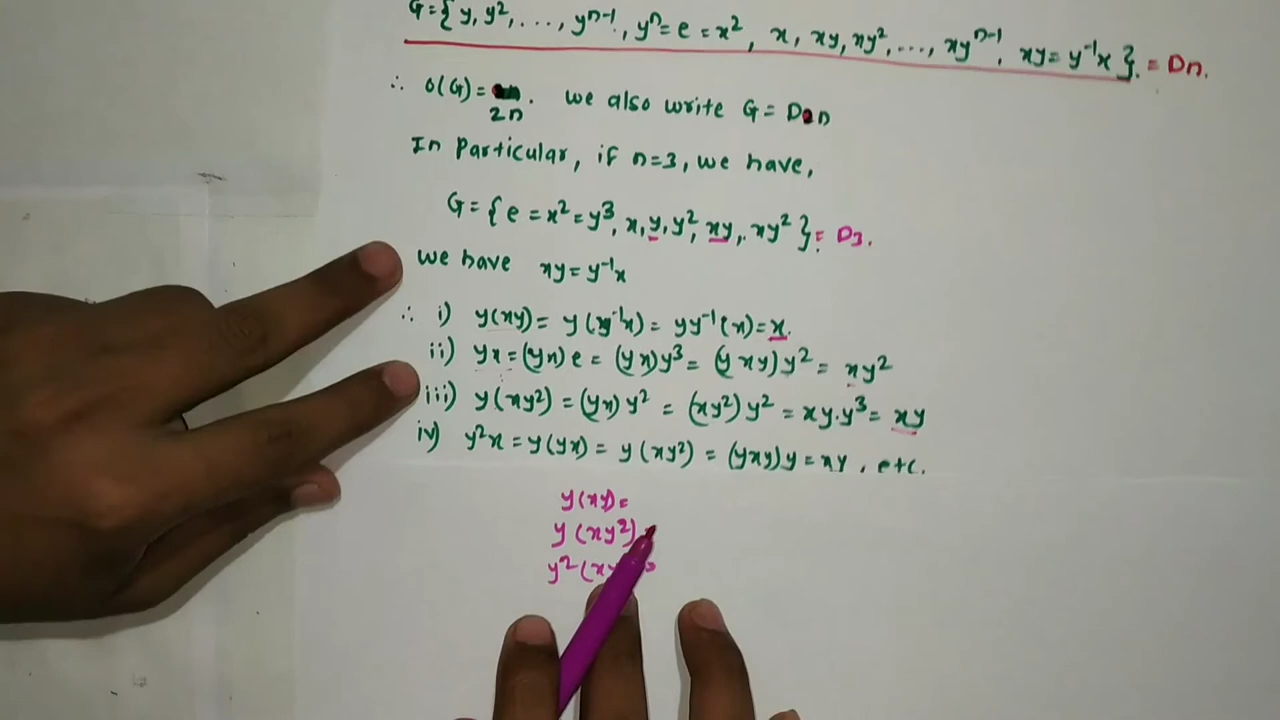 G={y, y², ..., yⁿ⁻¹, yⁿ=e=x², x, xy, xy², ..., xyⁿ⁻¹, xy=y⁻¹x}. = Dn.
∴ o(G)= 2n. we also write G= Dn
In Particular, if n=3, we have,
G={e=x²=y³, x, y, y², xy, xy²}= D3.
we have xy=y⁻¹x
∴ i) y(xy)= y(y⁻¹x)= yy⁻¹(x)=x.
ii) yx=(yx)e=(yx)y³=(yxy)y²= xy²
iii) y(xy²)=(yx)y²=(xy²)y²=xy.y³=xy
iv) y²x=y(yx)= y(xy²)=(yxy)y=xy, etc.
y(xy)=
y(xy²)
y²(x